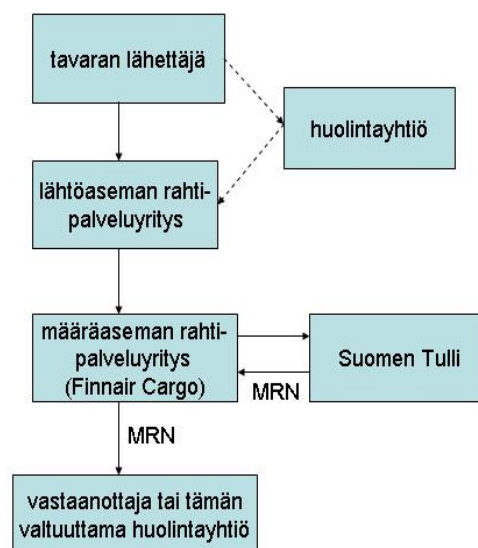 tavaran lähettäjä
huolintayhtiö
lähtöaseman rahti-
palveluyritys
määräaseman rahti-
palveluyritys
(Finnair Cargo)
Suomen Tulli
MRN
MRN
vastaanottaja tai tämän
valtuuttama huolintayhtiö